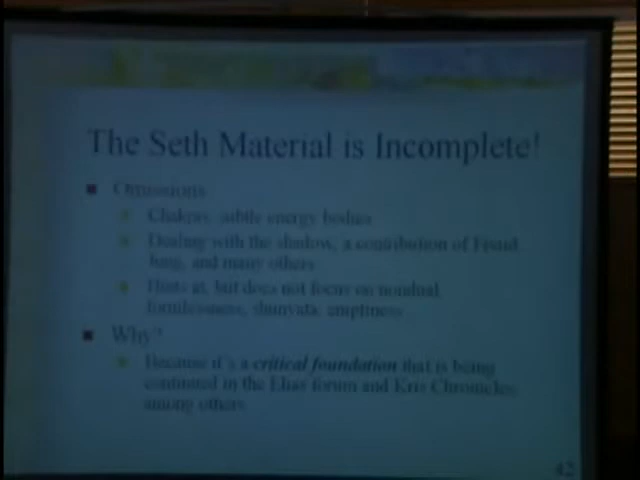 The Seth Material is Incomplete!
Omissions
Chakras, subtle energy bodies
Dealing with the shadow, a contribution of Freud,
Jung, and many others
Hints at, but does not focus on nondual,
formlessness, shunyata, emptiness
Why?
Because it's a critical foundation that is being
continued in the Elias forum and Kris Chronicles,
among others.
42